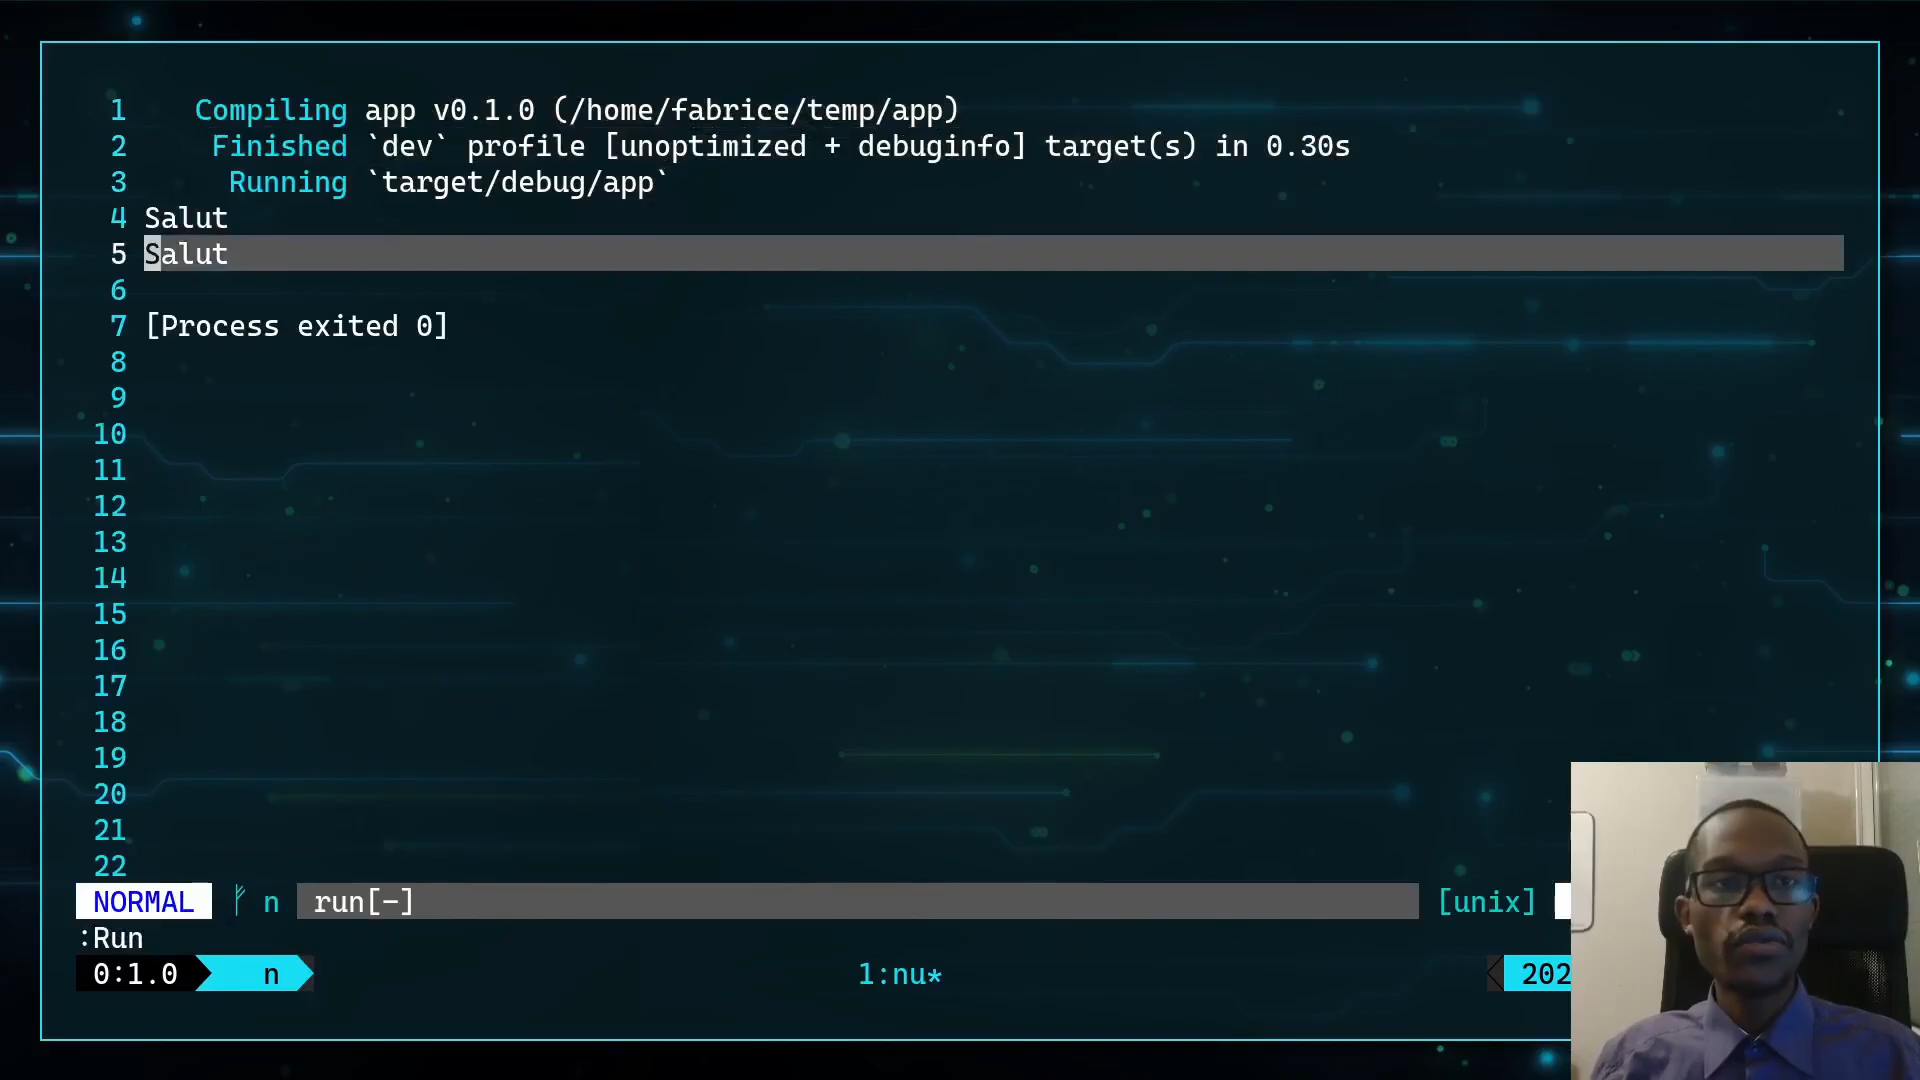 1 Compiling app v0.1.0 (/home/fabrice/temp/app)
2 Finished `dev` profile [unoptimized + debuginfo] target(s) in 0.30s
3 Running `target/debug/app`
4 Salut
5 Salut
6
7 [Process exited 0]
8
9
10
11
12
13
14
15
16
17
18
19
20
21
22
NORMAL n run[-] [unix]
:Run
0:1.0 n 1:nu* 202